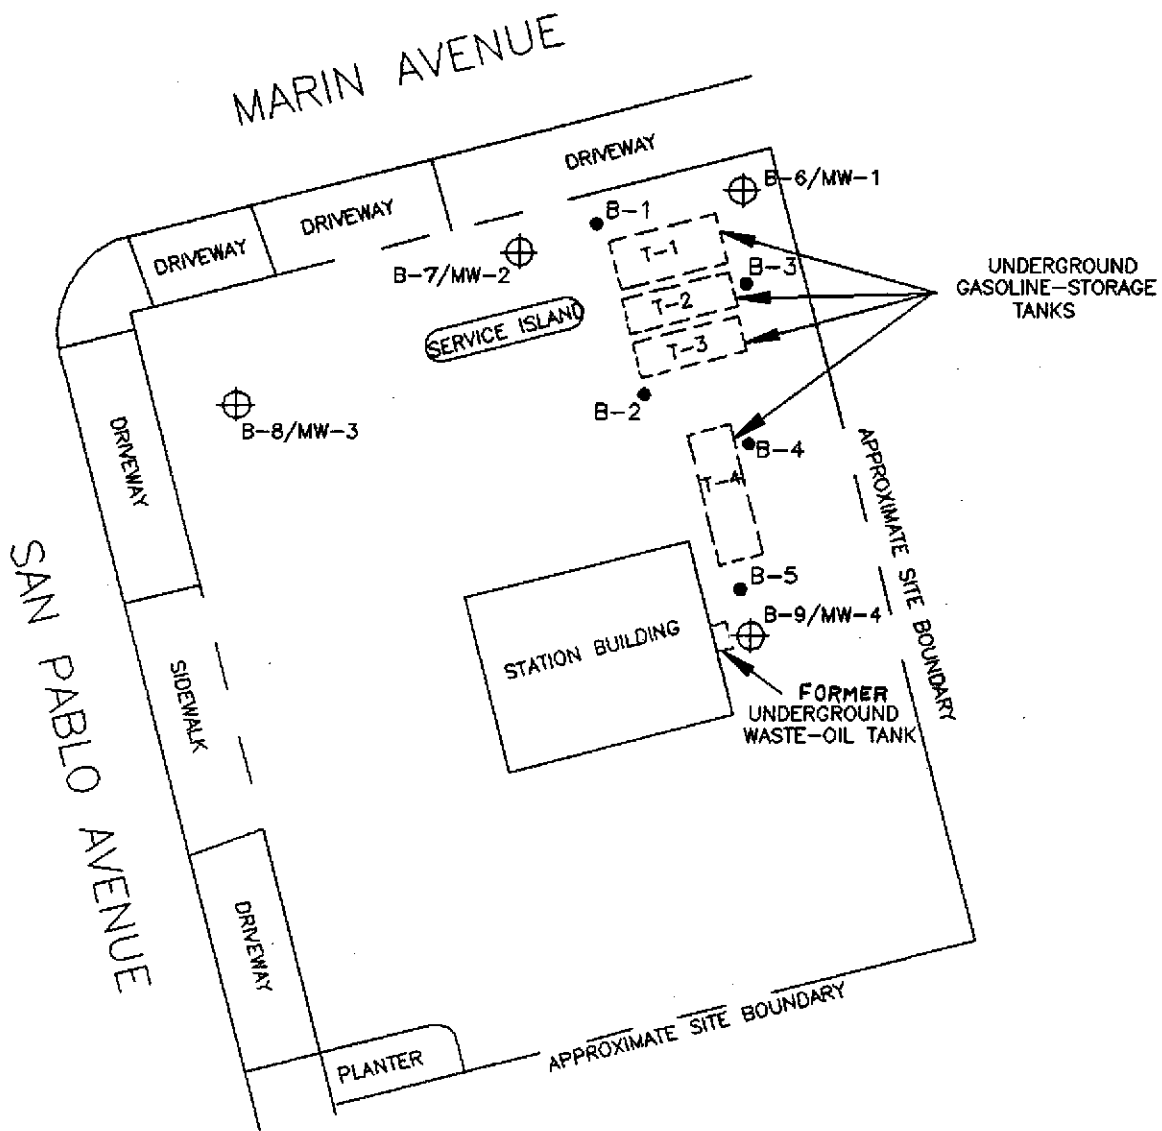 MARIN AVENUE
DRIVEWAY
B-6/MW-1
B-1
DRIVEWAY
DRIVEWAY
T-1
B-7/MW-2
B-3
UNDERGROUND
GASOLINE-STORAGE
TANKS
T-2
SERVICE ISLAND
T-3
B-2
B-8/MW-3
DRIVEWAY
B-4
T-4
APPROXIMATE SITE BOUNDARY
SAN PABLO AVENUE
B-5
B-9/MW-4
STATION BUILDING
SIDEWALK
FORMER
UNDERGROUND
WASTE-OIL TANK
DRIVEWAY
APPROXIMATE SITE BOUNDARY
PLANTER